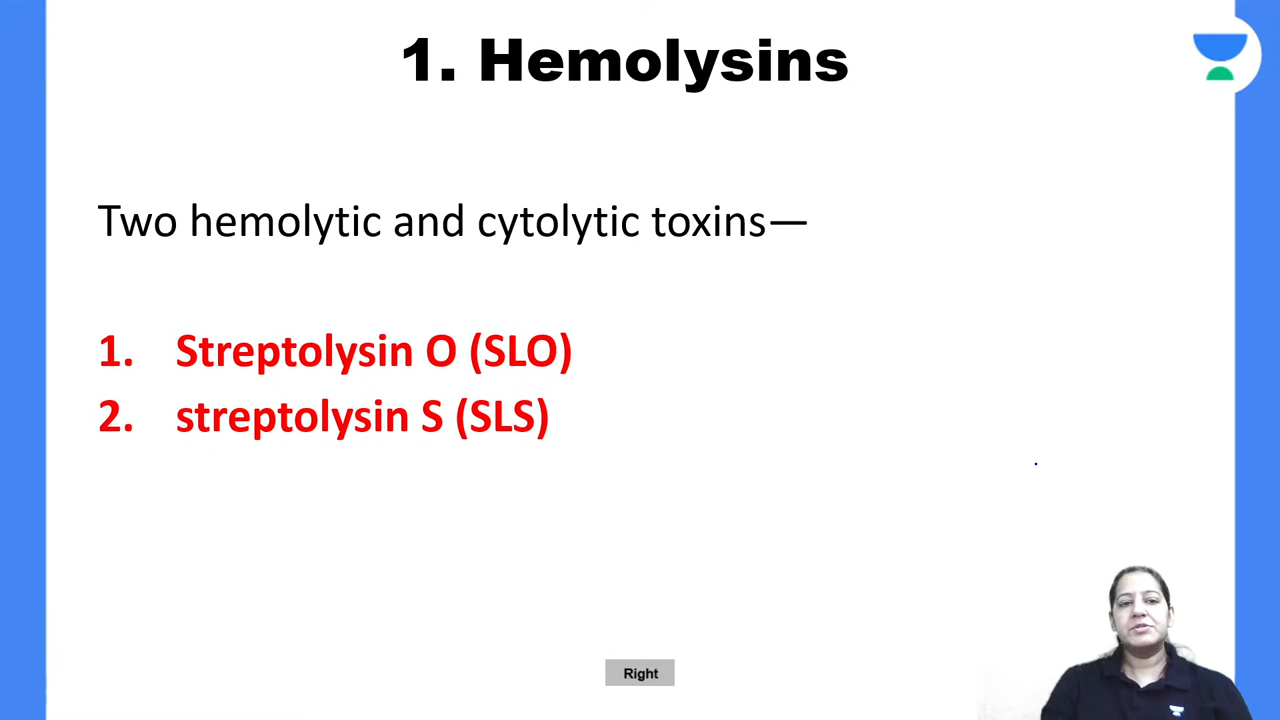 1. Hemolysins
Two hemolytic and cytolytic toxins—
1. Streptolysin O (SLO)
2. streptolysin S (SLS)
Right